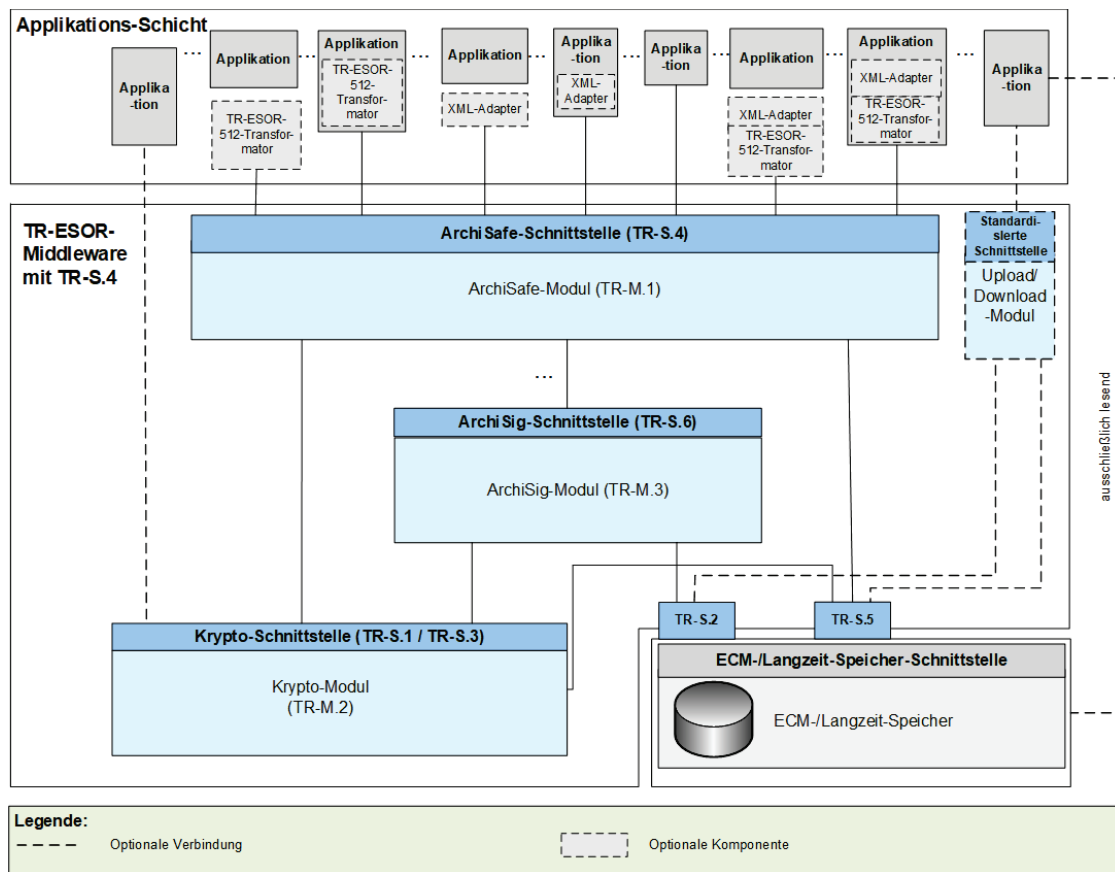 Applikations-Schicht
Applika
-tion
...
Applikation
TR-ESOR-
512-Transfor-
mator
Applikation
TR-ESOR-
512-
Transfor-
mator
...
Applikation
XML-Adapter
...
Applika
-tion
XML-
Adapter
...
Applika
-tion
...
Applikation
XML-Adapter
TR-ESOR-
512-Transfor-
mator
Applikation
XML-Adapter
TR-ESOR-
512-Transfor-
mator
...
Applika
-tion
TR-ESOR-
Middleware
mit TR-S.4
ArchiSafe-Schnittstelle (TR-S.4)
ArchiSafe-Modul (TR-M.1)
Standardi-
sierte
Schnittstelle
Upload/
Download
-Modul
...
ausschließlich lesend
ArchiSig-Schnittstelle (TR-S.6)
ArchiSig-Modul (TR-M.3)
TR-S.2
TR-S.5
Krypto-Schnittstelle (TR-S.1 / TR-S.3)
Krypto-Modul
(TR-M.2)
ECM-/Langzeit-Speicher-Schnittstelle
ECM-/Langzeit-Speicher
Legende:
Optionale Verbindung
Optionale Komponente